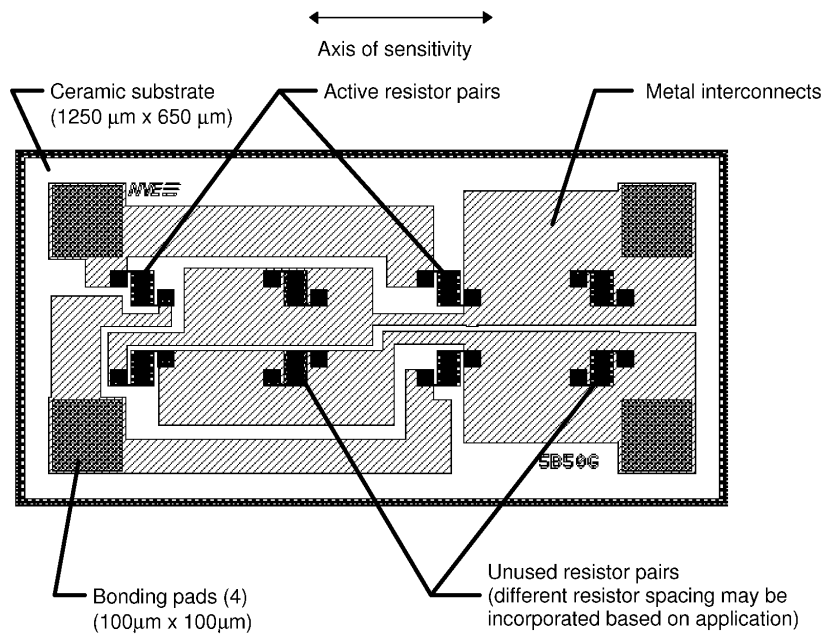 Axis of sensitivity
Ceramic substrate
(1250 µm x 650 µm)
Active resistor pairs
Metal interconnects
NVE
5B50G
Unused resistor pairs
(different resistor spacing may be
incorporated based on application)
Bonding pads (4)
(100µm x 100µm)